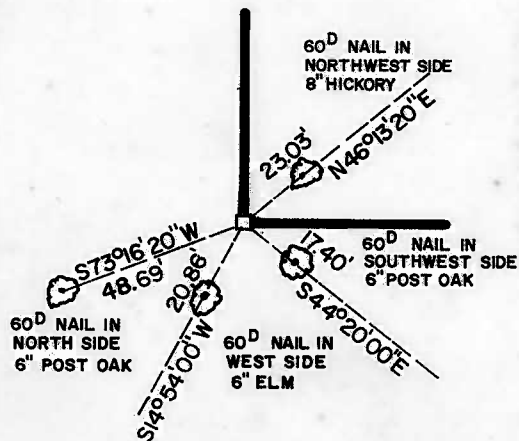 60D NAIL IN
NORTHWEST SIDE
8" HICKORY
23.03'
N46°13'20"E
S73°16'20"W
48.69'
60D NAIL IN
NORTH SIDE
6" POST OAK
20.86'
S14°54'00"W
60D NAIL IN
WEST SIDE
6" ELM
17.40'
S44°20'00"E
60D NAIL IN
SOUTHWEST SIDE
6" POST OAK